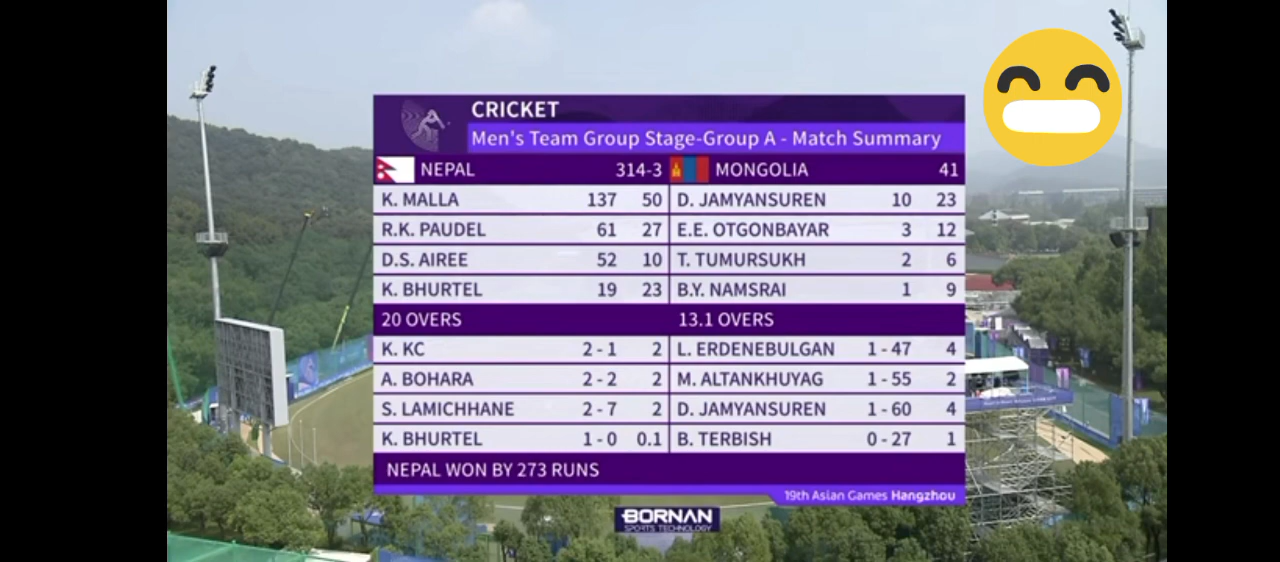 CRICKET
Men's Team Group Stage-Group A - Match Summary
NEPAL 314-3 MONGOLIA 41
K. MALLA 137 50 D. JAMYANSUREN 10 23
R.K. PAUDEL 61 27 E.E. OTGONBAYAR 3 12
D.S. AIREE 52 10 T. TUMURSUKH 2 6
K. BHURTEL 19 23 B.Y. NAMSRAI 1 9
20 OVERS 13.1 OVERS
K. KC 2 - 1 2 L. ERDENEBULGAN 1 - 47 4
A. BOHARA 2 - 2 2 M. ALTANKHUYAG 1 - 55 2
S. LAMICHHANE 2 - 7 2 D. JAMYANSUREN 1 - 60 4
K. BHURTEL 1 - 0 0.1 B. TERBISH 0 - 27 1
NEPAL WON BY 273 RUNS
19th Asian Games Hangzhou
BORNAN
SPORTS TECHNOLOGY